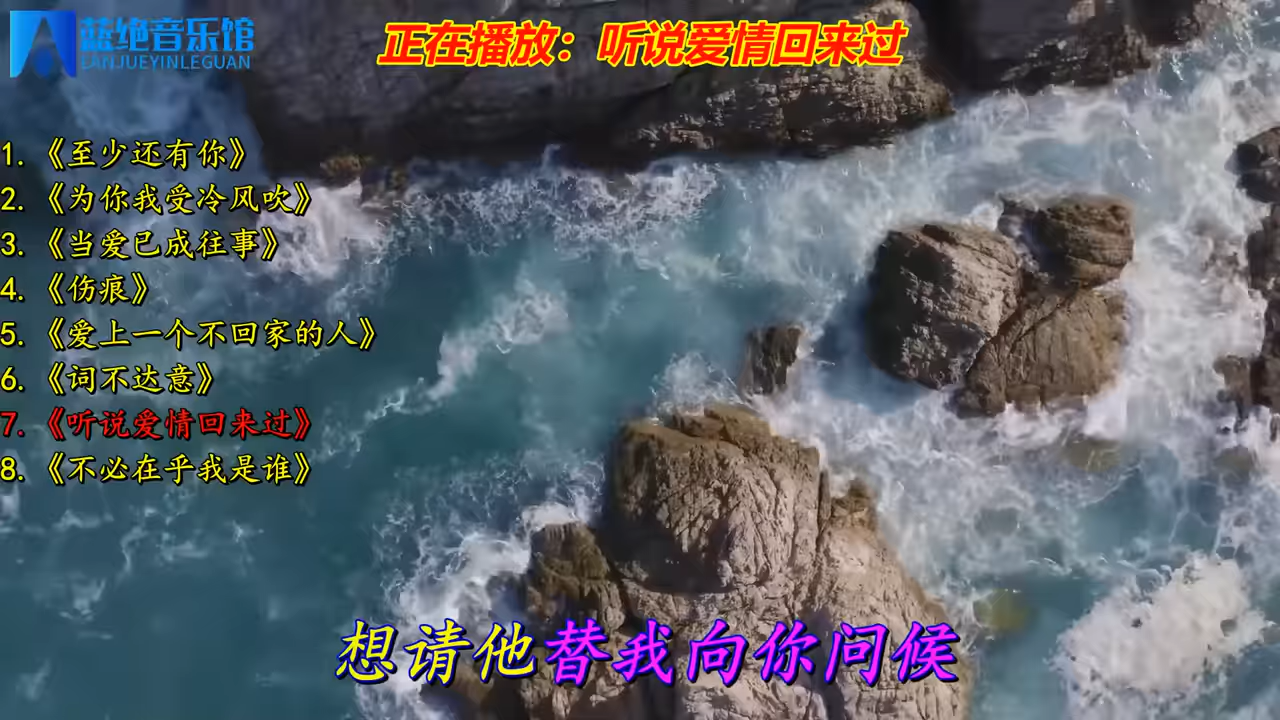 蓝绝音乐馆
LANJUEYINLEGUAN
正在播放：听说爱情回来过
1. 《至少还有你》
2. 《为你我受冷风吹》
3. 《当爱已成往事》
4. 《伤痕》
5. 《爱上一个不回家的人》
6. 《词不达意》
7. 《听说爱情回来过》
8. 《不必在乎我是谁》
想请他替我向你问候